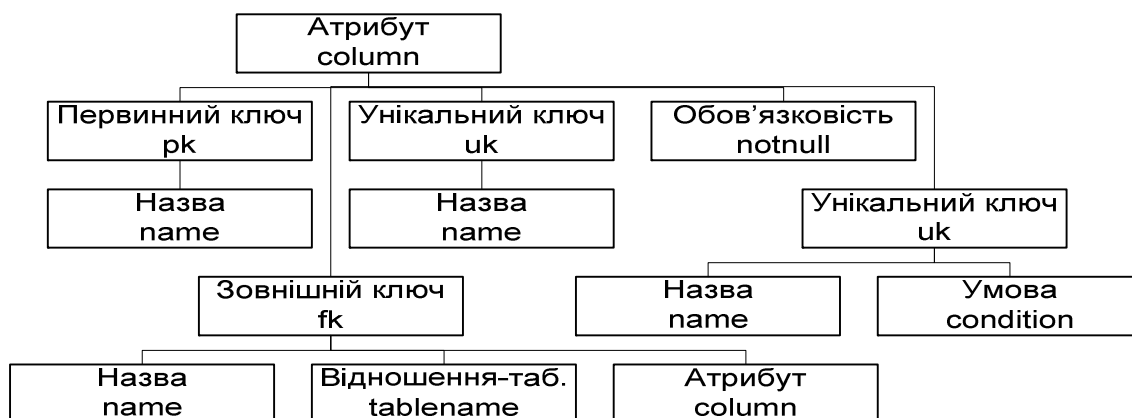 Атрибут
column
Первинний ключ
pk
Унікальний ключ
uk
Обов’язковість
notnull
Назва
name
Назва
name
Унікальний ключ
uk
Зовнішній ключ
fk
Назва
name
Умова
condition
Назва
name
Відношення-таб.
tablename
Атрибут
column